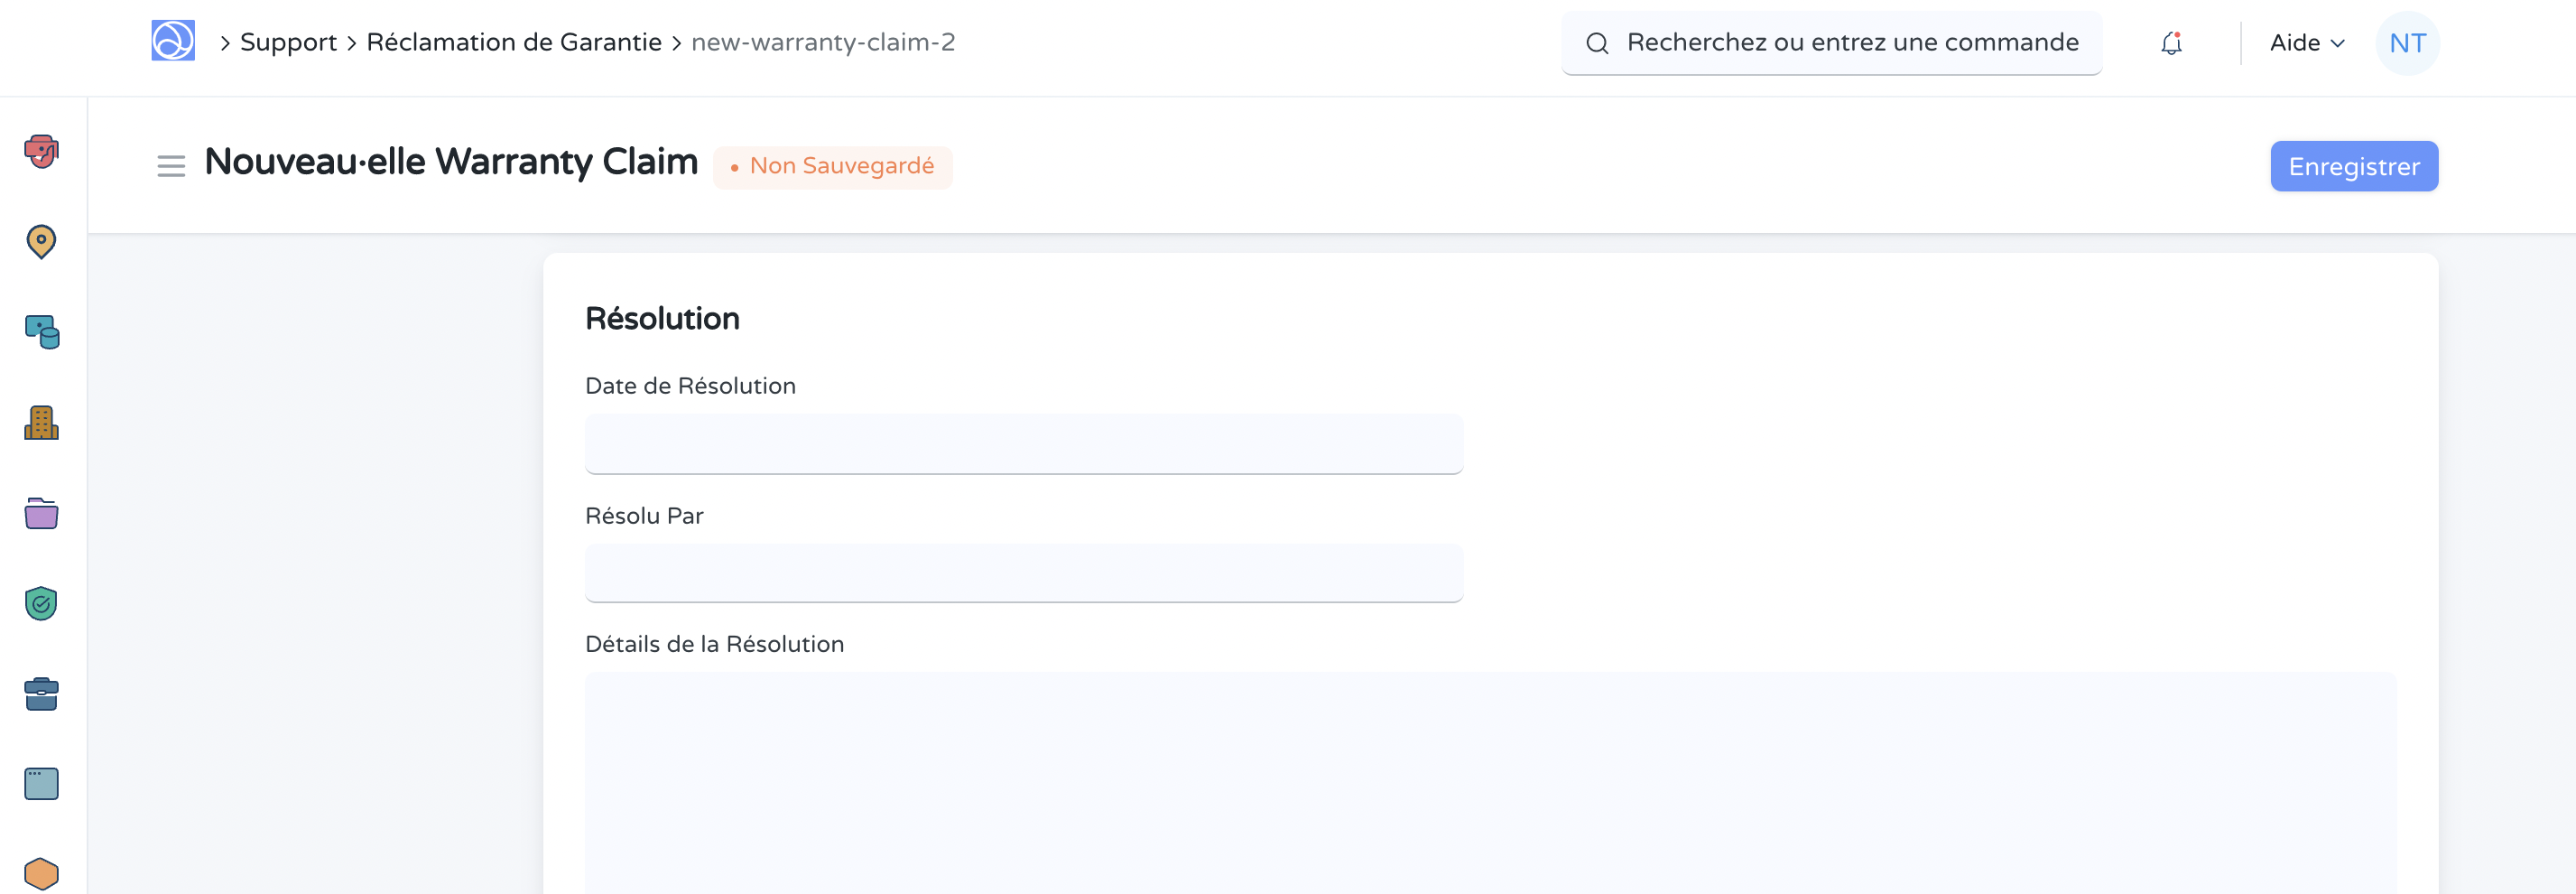 Support
Réclamation de Garantie
new-warranty-claim-2
Recherchez ou entrez une commande
Aide
NT
Nouveau·elle Warranty Claim
Non Sauvegardé
Enregistrer
Résolution
Date de Résolution
Résolu Par
Détails de la Résolution